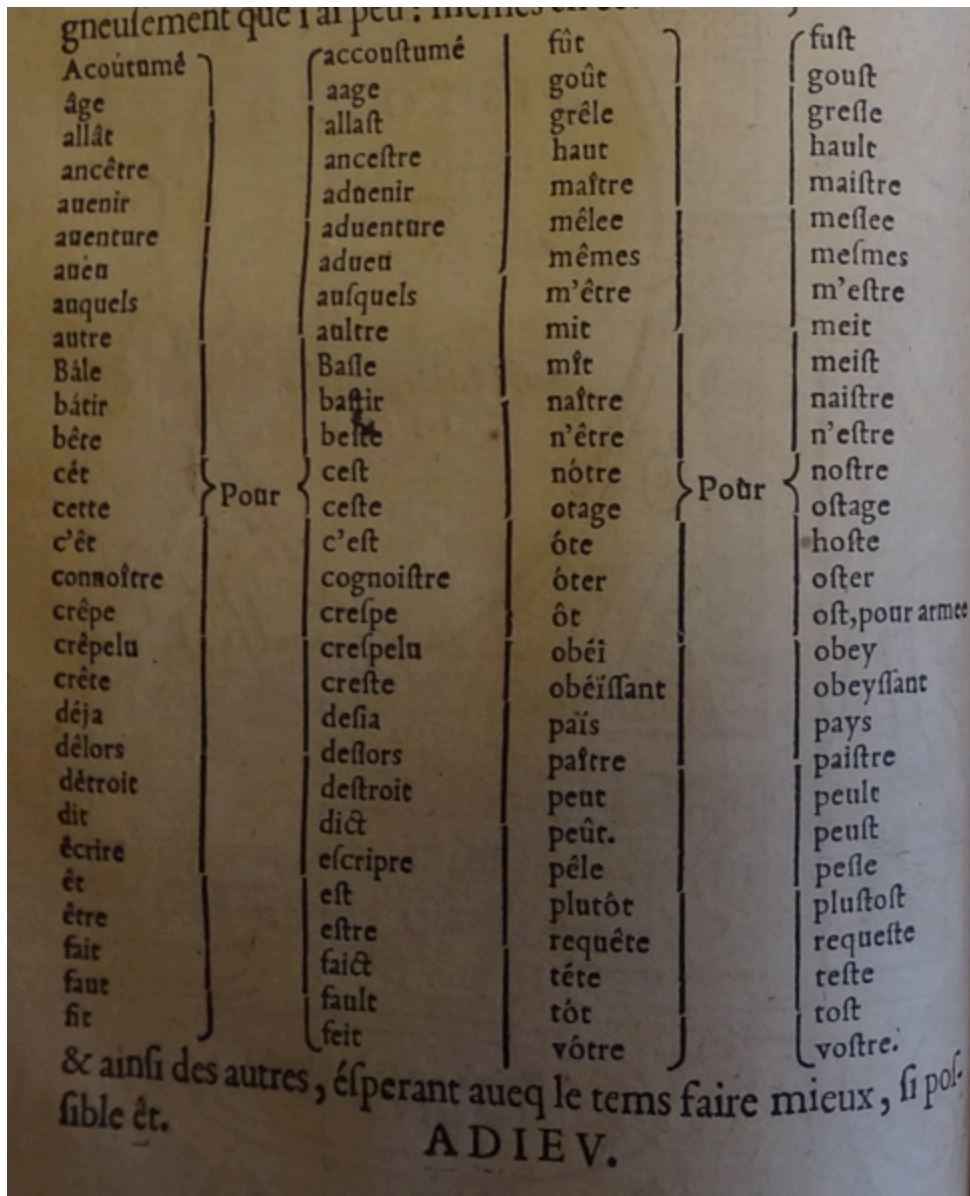 gneuſement que i'ai peu : mêmes en
Acoútumé accouſtumé fût fuſt
âge aage goût gouſt
allât allaſt grêle greſle
ancêtre anceſtre haut hault
auenir aduenir maître maiſtre
auenture aduenture mêlee meſlee
auéu adueu mêmes meſmes
auquels auſquels m'être m'eſtre
autre aultre mit meit
Bâle Baſle mît meiſt
bátir baſtir naître naiſtre
bête beſte n'être n'eſtre
cét Pour ceſt nótre Pour noſtre
cette ceſte otage oſtage
c'êt c'eſt óte hoſte
connoître cognoiſtre óter oſter
crêpe creſpe ôt oſt,pour armee
crêpelu creſpelu obéi obey
crête creſte obéïſſant obeyſſant
déja deſia païs pays
dêlors deſlors paître paiſtre
détroit deſtroit peut peult
dit dict peût. peuſt
écrire eſcripre pêle peſle
êt eſt plutôt pluſtoſt
être eſtre requête requeſte
fait faict téte teſte
faut fault tôt toſt
fit feit vótre voſtre.
& ainſi des autres, éſperant aueq le tems faire mieux, ſi poſ-
ſible êt.
ADIEV.